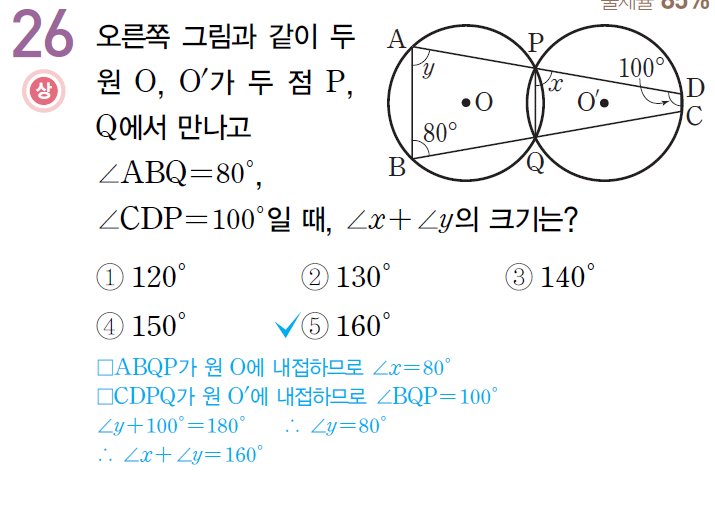 출제율 85%
26
상
오른쪽 그림과 같이 두
원 O, O′가 두 점 P,
Q에서 만나고
∠ABQ=80°,
∠CDP=100°일 때, ∠x+∠y의 크기는?
A
P
y
x
100°
D
O
O′
C
80°
B
Q
① 120°
② 130°
③ 140°
④ 150°
⑤ 160°
□ABQP가 원 O에 내접하므로 ∠x=80°
□CDPQ가 원 O′에 내접하므로 ∠BQP=100°
∠y+100°=180° ∴ ∠y=80°
∴ ∠x+∠y=160°